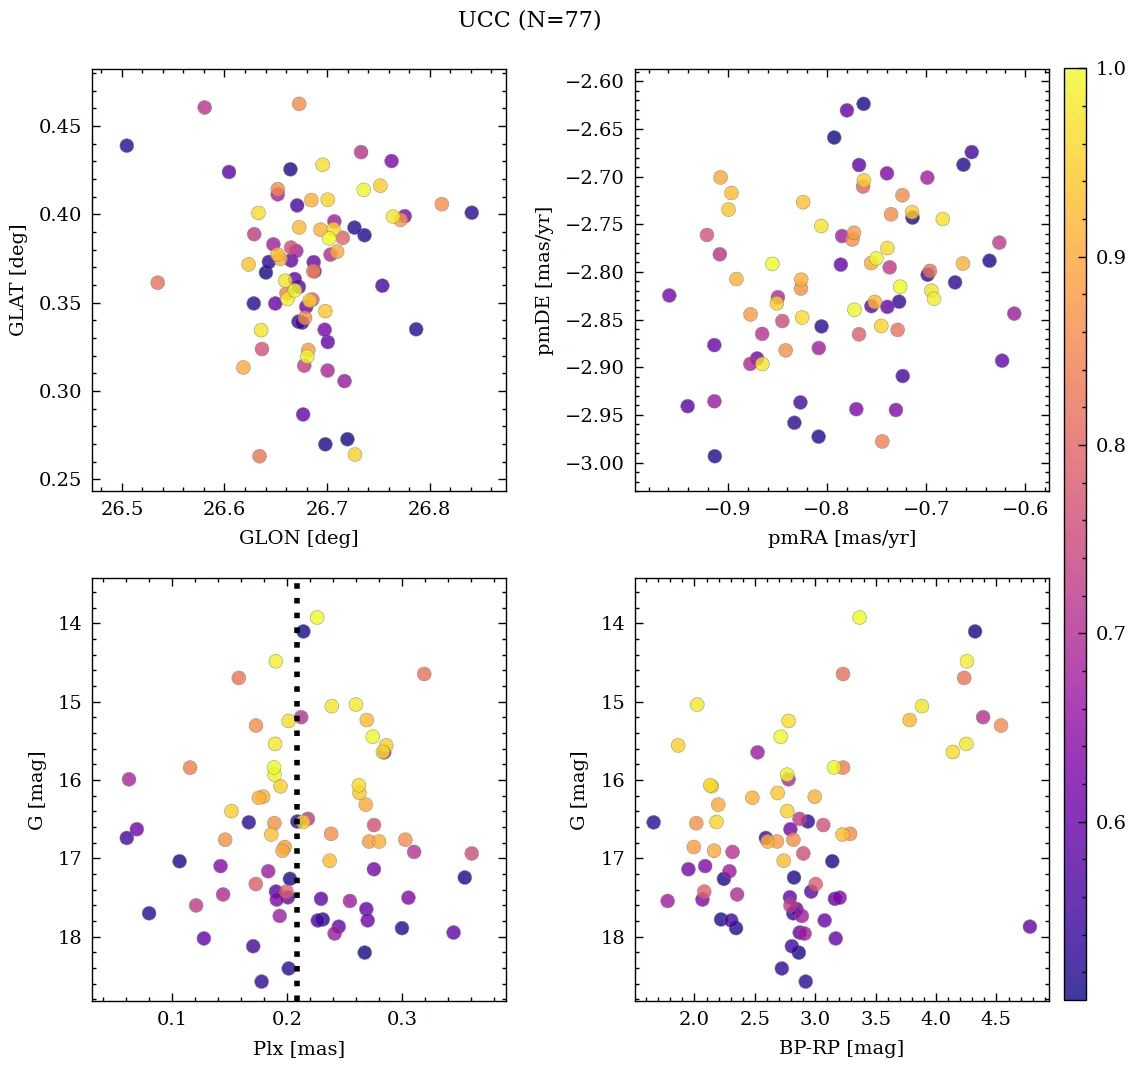 UCC (N=77)
0.45
0.40
0.35
0.30
0.25
GLAT [deg]
26.5 26.6 26.7 26.8
GLON [deg]
−2.60
−2.65
−2.70
−2.75
−2.80
−2.85
−2.90
−2.95
−3.00
pmDE [mas/yr]
−0.9 −0.8 −0.7 −0.6
pmRA [mas/yr]
1.0
0.9
0.8
0.7
0.6
14
15
16
17
18
G [mag]
0.1 0.2 0.3
Plx [mas]
14
15
16
17
18
G [mag]
2.0 2.5 3.0 3.5 4.0 4.5
BP-RP [mag]